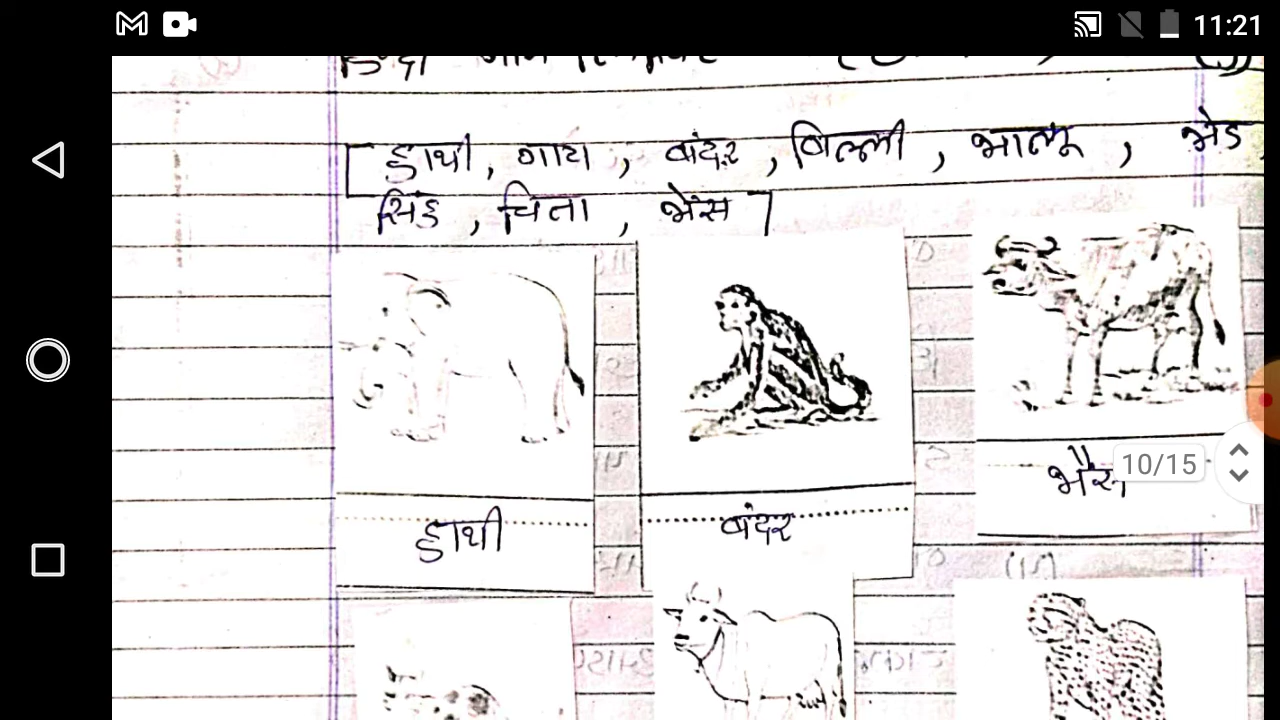 11:21
हाथी, गाय, बंदर, बिल्ली, भालू, भेड
सिंह, चिता, भेंस
10/15
भैंस
हाथी
बंदर